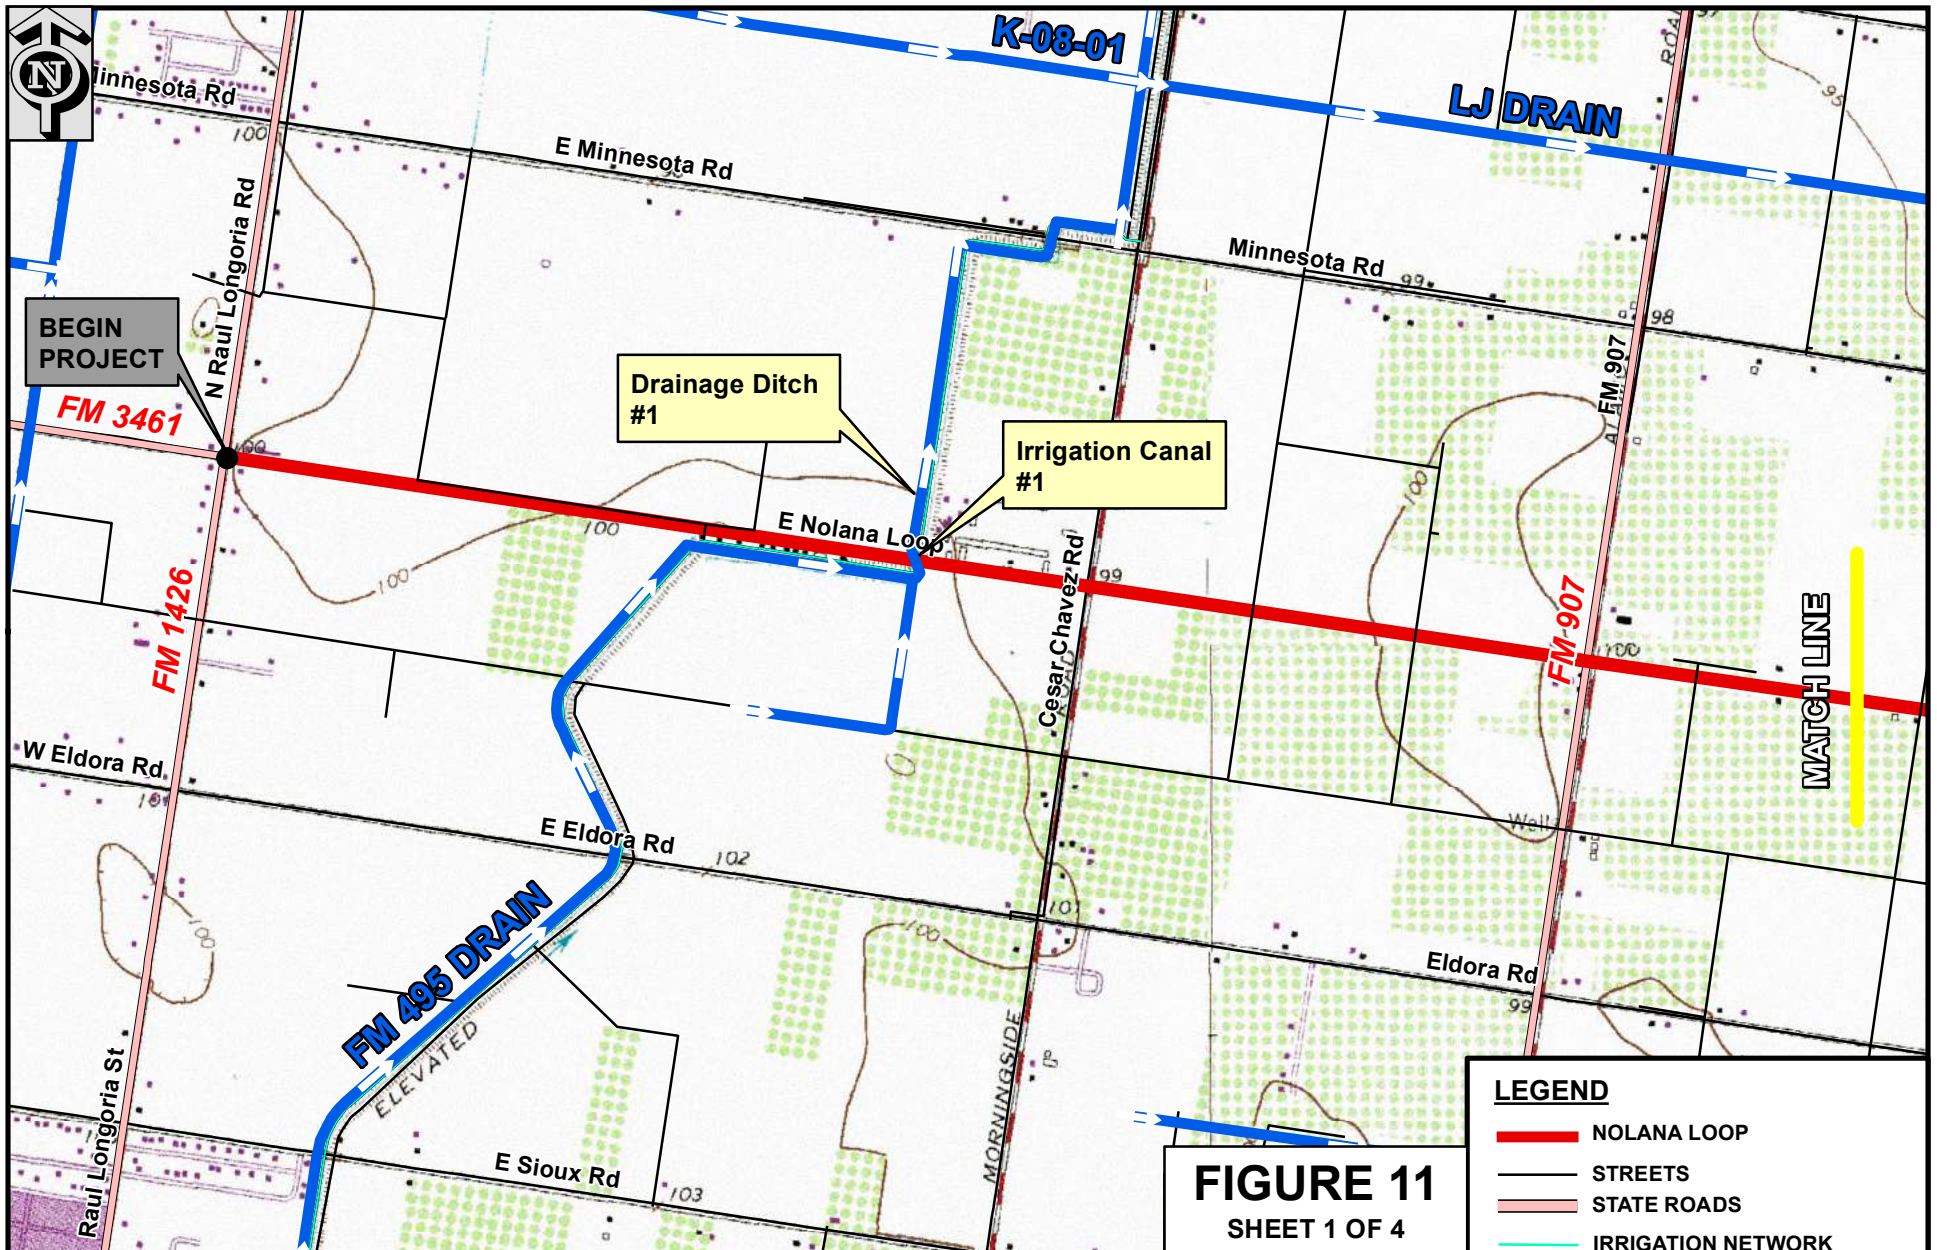 N
K-08-01
LJ DRAIN
95
Minnesota Rd
100
E Minnesota Rd
N Raul Longoria Rd
Minnesota Rd
99
98
BEGIN
PROJECT
FM 3461
100
Drainage Ditch
#1
Irrigation Canal
#1
FM 907
100
E Nolana Loop
100
100
99
Cesar Chavez Rd
ROAD
FM 1426
FM 907
100
MATCH LINE
W Eldora Rd
E Eldora Rd
102
Well
101
100
100
Eldora Rd
99
FM 495 DRAIN
ELEVATED
MORNINGSIDE
Raul Longoria St
E Sioux Rd
103
FIGURE 11
SHEET 1 OF 4
LEGEND
NOLANA LOOP
STREETS
STATE ROADS
IRRIGATION NETWORK